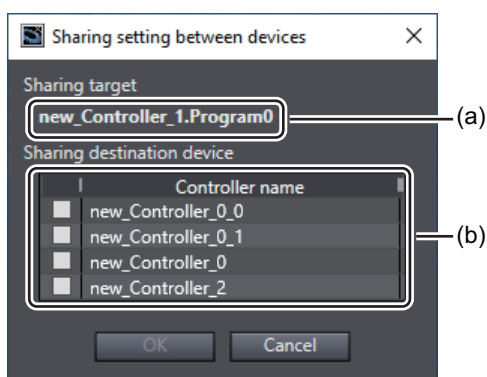 Sharing setting between devices
Sharing target
new_Controller_1.Program0
(a)
Sharing destination device
Controller name
new_Controller_0_0
new_Controller_0_1
(b)
new_Controller_0
new_Controller_2
OK Cancel